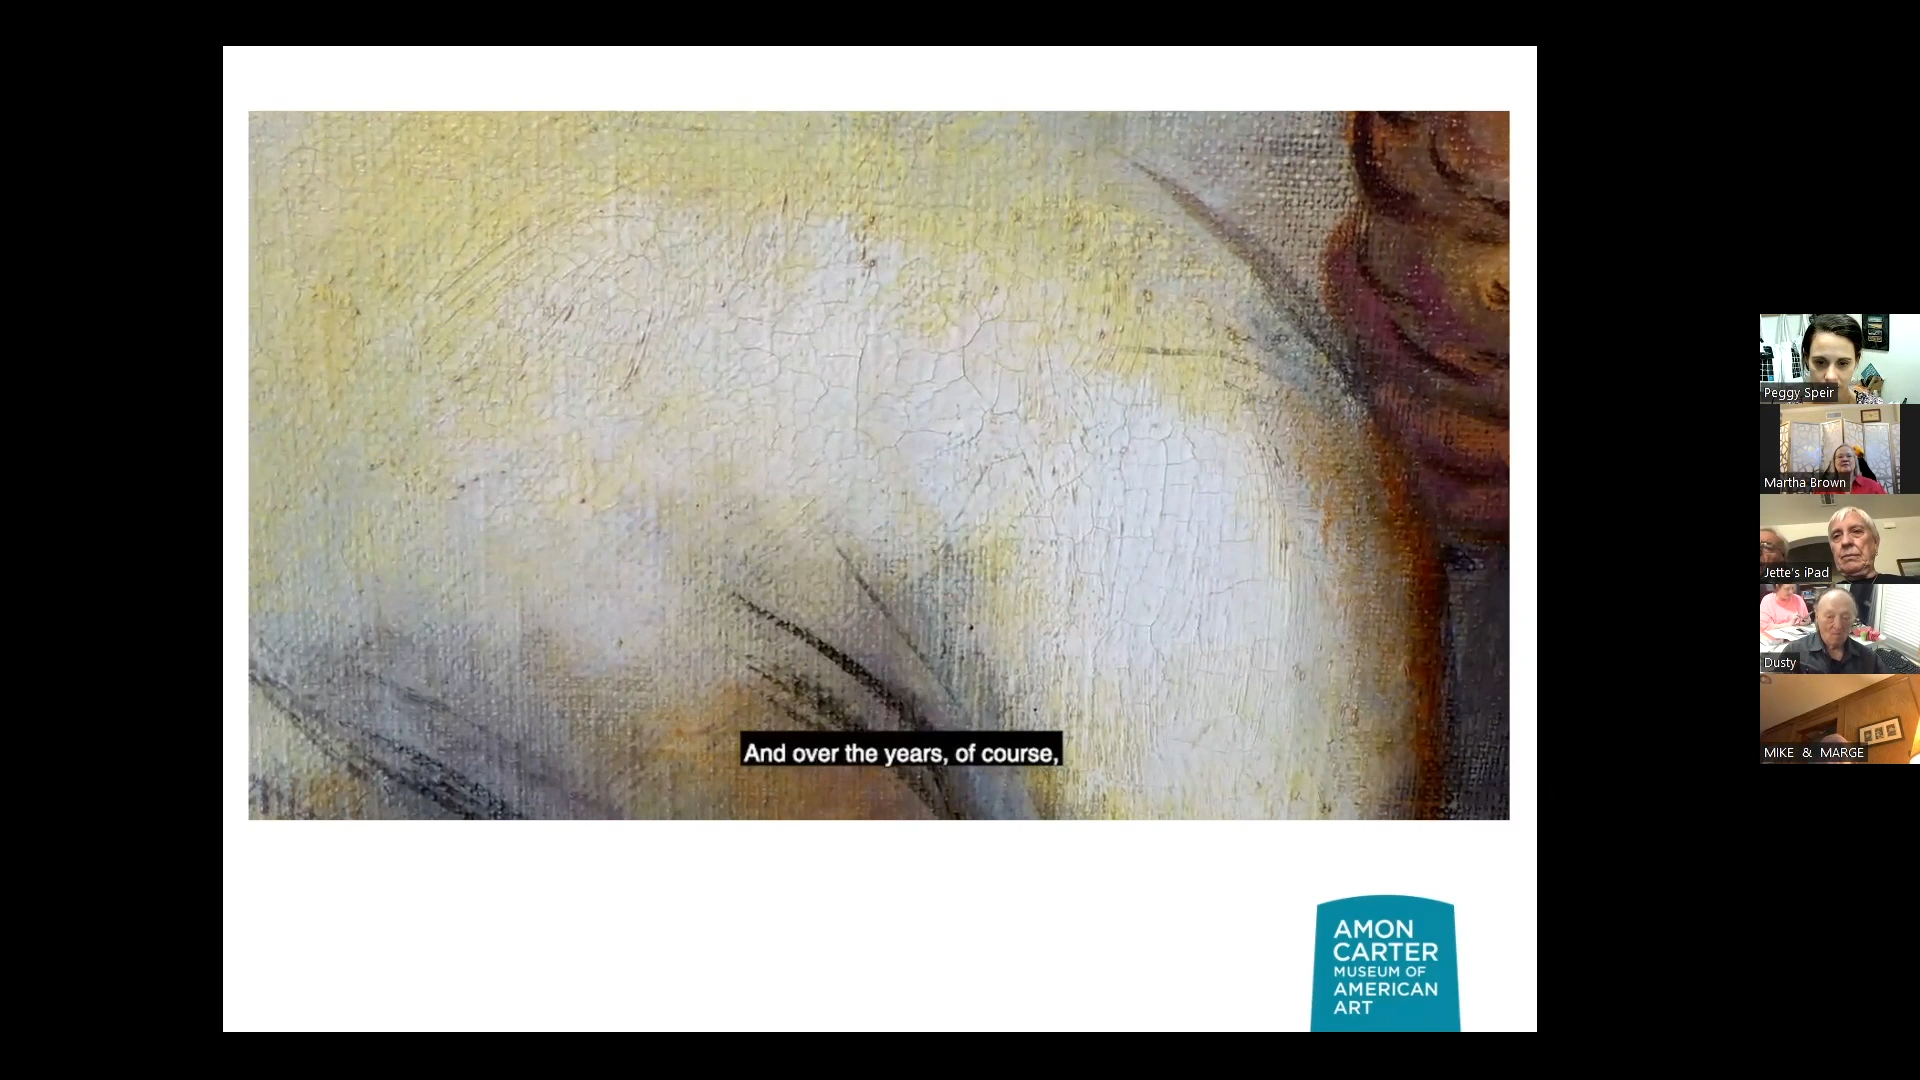 And over the years, of course,
AMON
CARTER
MUSEUM OF
AMERICAN
ART
Peggy Speir
Martha Brown
Jette's iPad
Dusty
MIKE & MARGE